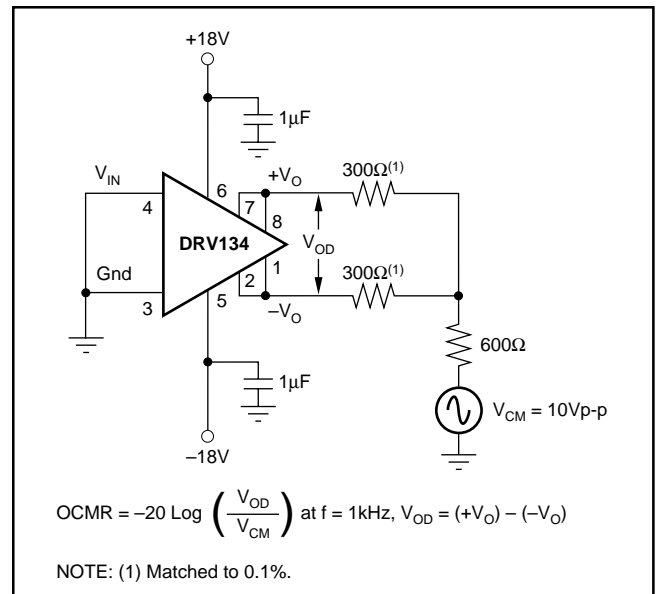 +18V
1µF
V_IN
+V_O
300Ω(1)
6
7
4
8
DRV134
V_OD
1
300Ω(1)
Gnd
2
3
5
–V_O
600Ω
1µF
V_CM = 10Vp-p
–18V
OCMR = –20 Log ( V_OD / V_CM ) at f = 1kHz, V_OD = (+V_O) – (–V_O)
NOTE: (1) Matched to 0.1%.